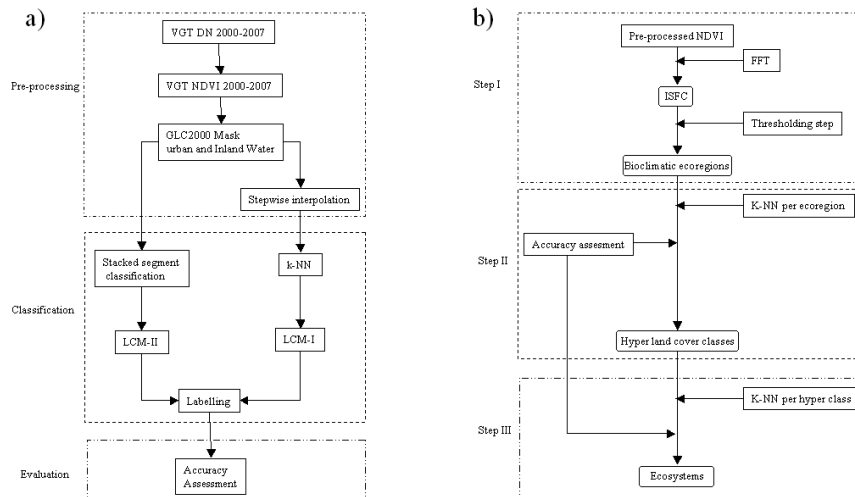 a)
VGT DN 2000-2007
Pre-processing
VGT NDVI 2000-2007
GLC2000 Mask
urban and Inland Water
Stepwise interpolation
Stacked segment
classification
k-NN
Classification
LCM-II
LCM-I
Labelling
Evaluation
Accuracy
Assessment
b)
Pre-processed NDVI
FFT
Step I
ISFC
Thresholding step
Bioclimatic ecoregions
K-NN per ecoregion
Accuracy assesment
Step II
Hyper land cover classes
K-NN per hyper class
Step III
Ecosystems